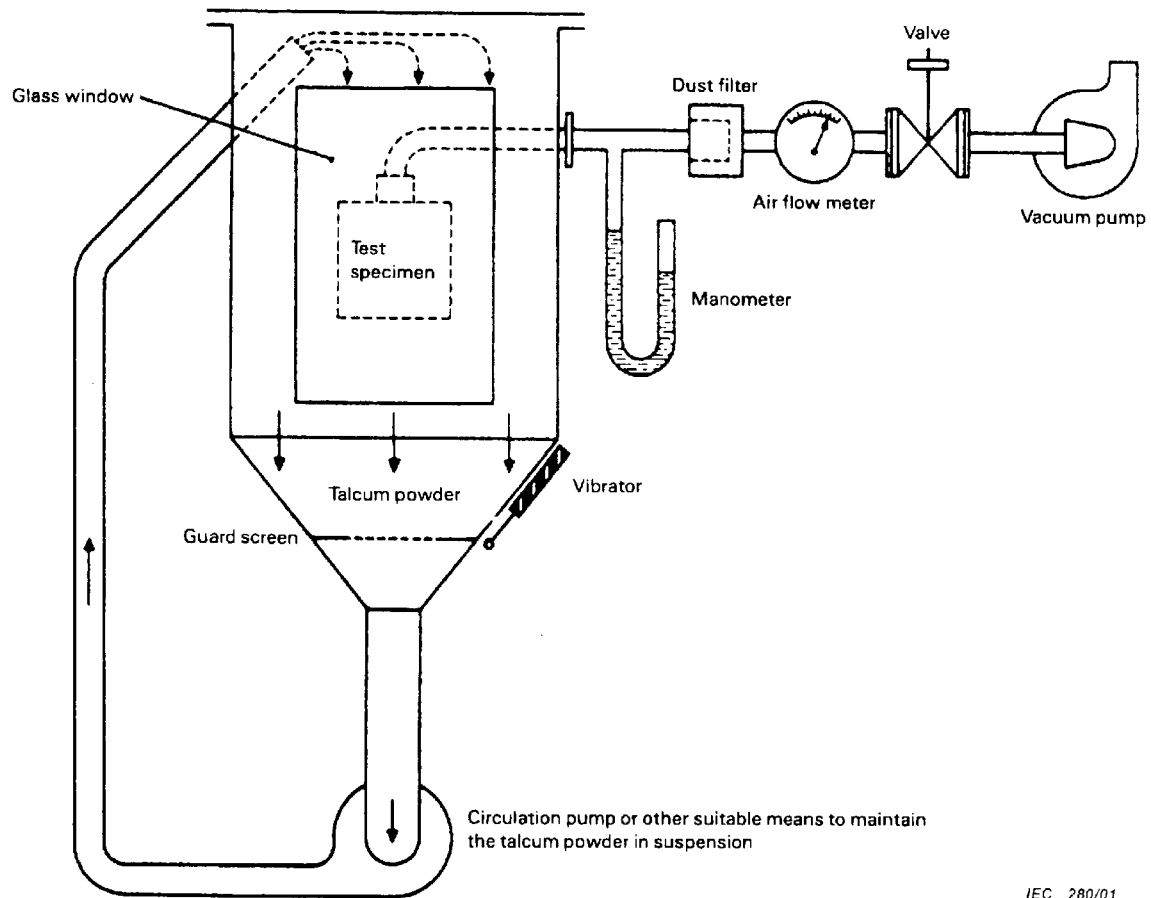 Valve
Dust filter
Glass window
Air flow meter
Vacuum pump
Test
specimen
Manometer
Talcum powder
Vibrator
Guard screen
Circulation pump or other suitable means to maintain
the talcum powder in suspension
IEC 280/01